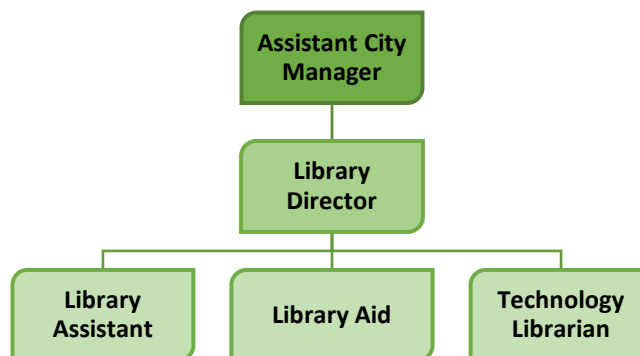 Assistant City
Manager
Library
Director
Library
Assistant
Library Aid
Technology
Librarian